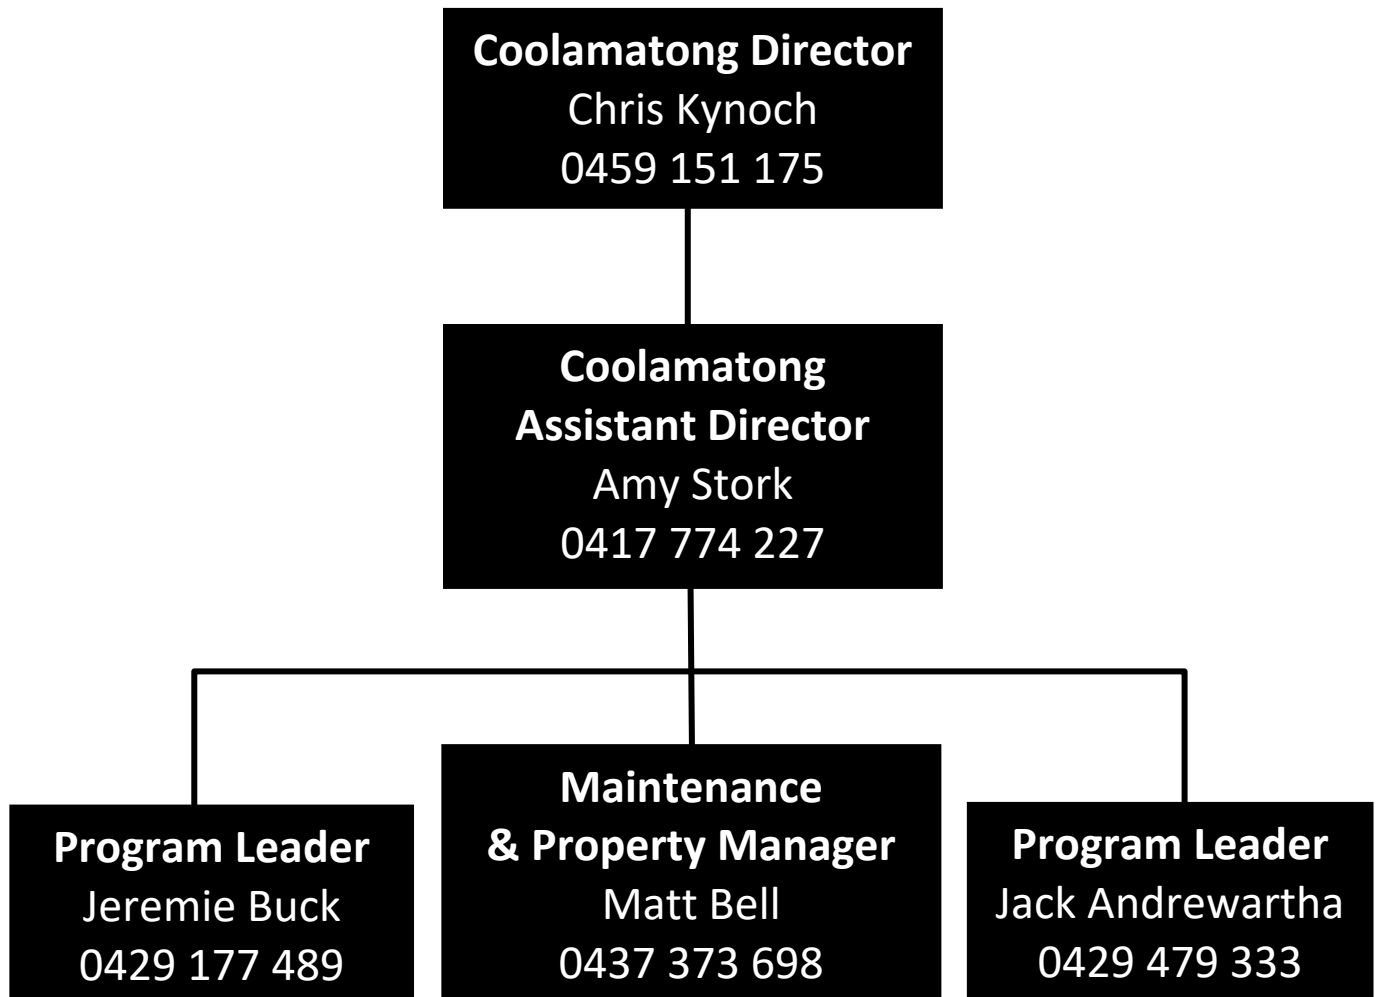 Coolamatong Director
Chris Kynoch
0459 151 175
Coolamatong
Assistant Director
Amy Stork
0417 774 227
Program Leader
Jeremie Buck
0429 177 489
Maintenance
& Property Manager
Matt Bell
0437 373 698
Program Leader
Jack Andrewartha
0429 479 333